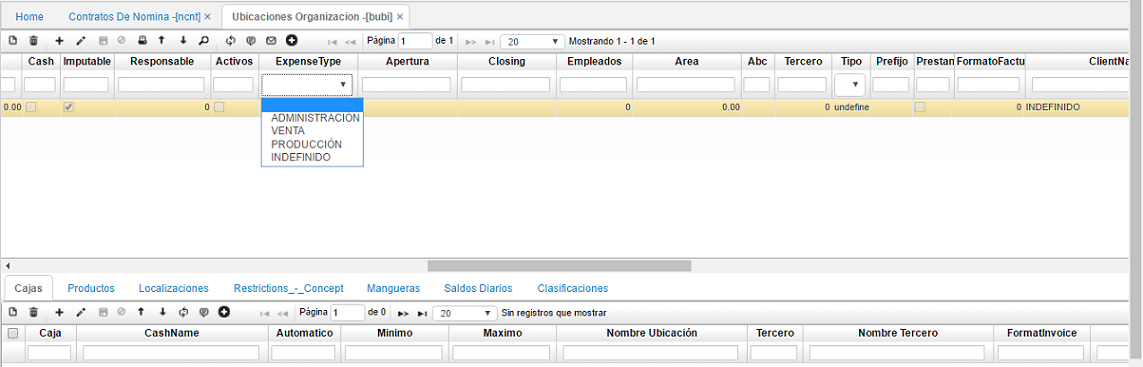 Home Contratos De Nomina -[ncnt] × Ubicaciones Organizacion -[bubi] ×
Página 1 de 1 20 Mostrando 1 - 1 de 1
Cash Imputable Responsable Activos ExpenseType Apertura Closing Empleados Area Abc Tercero Tipo Prefijo Prestan FormatoFactu ClientNa
0.00 0 0 0.00 0 undefine 0 INDEFINIDO
ADMINISTRACIÓN
VENTA
PRODUCCIÓN
INDEFINIDO
Cajas Productos Localizaciones Restrictions_-_Concept Mangueras Saldos Diarios Clasificaciones
Página 1 de 0 20 Sin registros que mostrar
Caja CashName Automatico Minimo Maximo Nombre Ubicación Tercero Nombre Tercero FormatInvoice